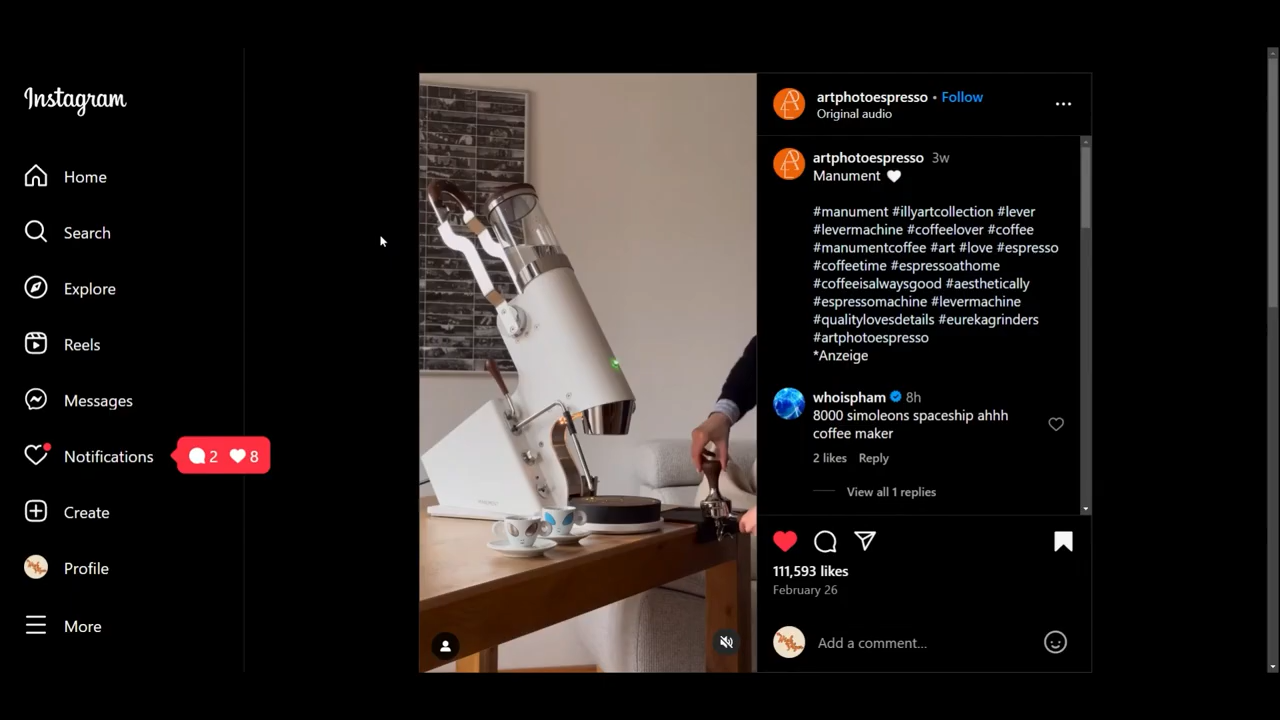 Instagram
Home
Search
Explore
Reels
Messages
Notifications
2 8
Create
Profile
More
artphotoespresso • Follow
Original audio
artphotoespresso 3w
Manument 🤍
#manument #illyartcollection #lever
#levermachine #coffeelover #coffee
#manumentcoffee #art #love #espresso
#coffeetime #espressoathome
#coffeeisalwaysgood #aesthetically
#espressomachine #levermachine
#qualitylovesdetails #eurekagrinders
#artphotoespresso
*Anzeige
whoispham 8h
8000 simoleons spaceship ahhh
coffee maker
2 likes Reply
View all 1 replies
111,593 likes
February 26
Add a comment...